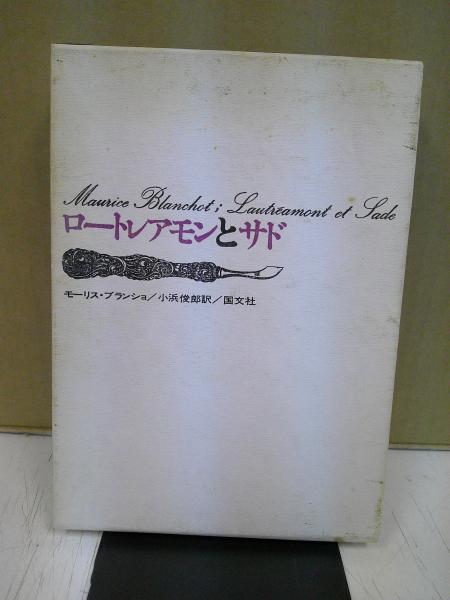 Maurice Blanchot; Lautréamont et Sade
ロートレアモンとサド
モーリス・ブランショ/小浜俊郎訳/国文社